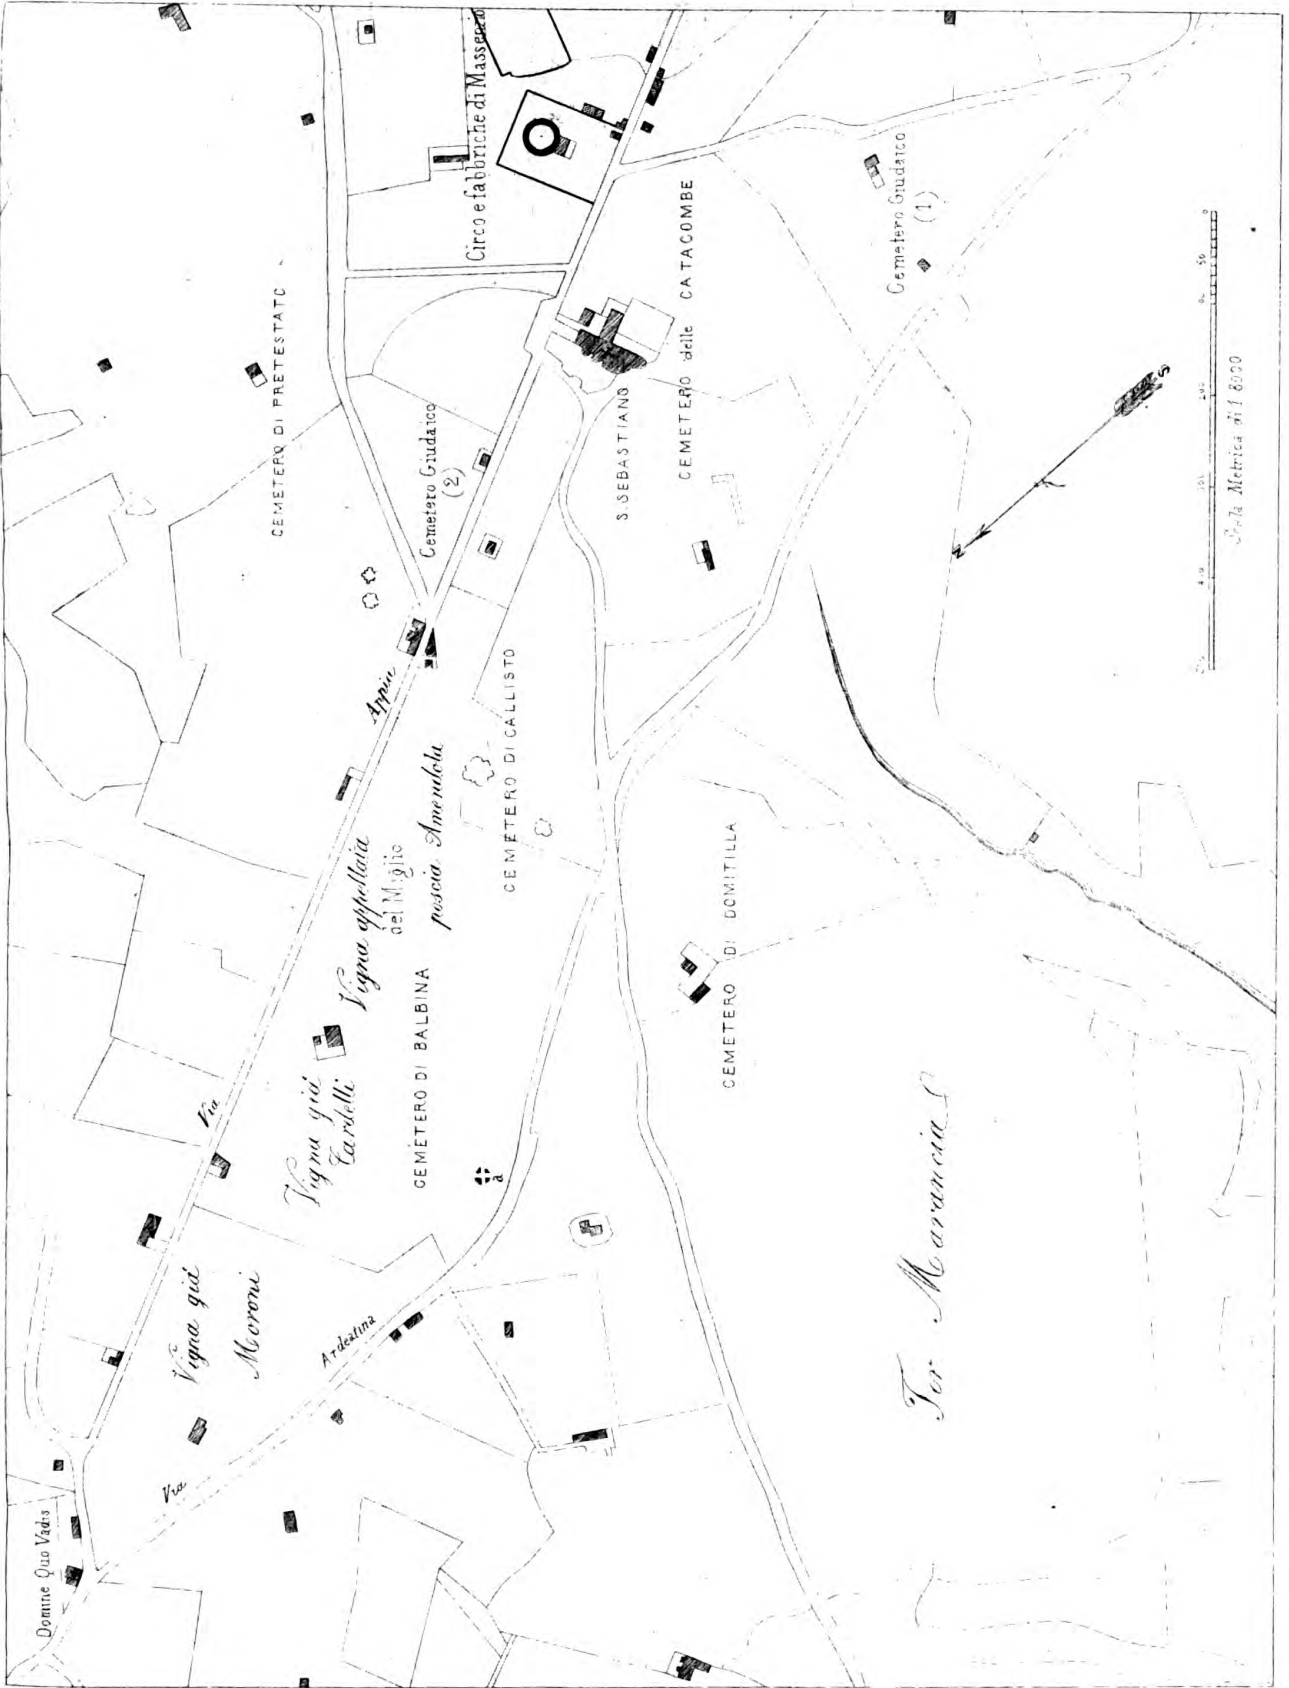 Domine Quo Vadis
Via
Ardeatina
Vigna già
Moroni
Via
Appia
Vigna già
Cardelli
CEMETERO DI BALBINA
a
Vigna appellata
del Miglio
poscia Amendola
CEMETERO DI CALLISTO
CEMETERO DI PRETESTATO
Cemetero Giudaico
(2)
Circo e fabbriche di Massenzio
S. SEBASTIANO
CEMETERO delle CATACOMBE
Cemetero Giudaico
(1)
CEMETERO DI DOMITILLA
Tor Marancia
N
S
Scala Metrica di 1 8000
0
50